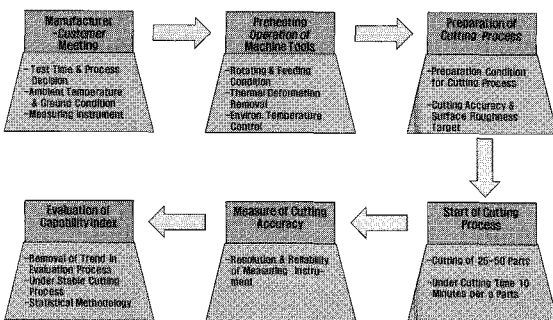 Manufacturer
-Customer
Meeting
- Test Time & Process
Decision
-Ambient Temperature
& Ground Condition
-Measuring Instrument
Preheating
Operation of
Machine Tools
-Rotating & Feeding
Condition
-Thermal Deformation
Removal
-Environ. Temperature
Control
Preparation of
Cutting Process
-Preparation Condition
for Cutting Process
-Cutting Accuracy &
Surface Roughness
Target
Start of Cutting
Process
-Cutting of 25-50 Parts
-Under Cutting Time 10
Minutes per a Parts
Measure of Cutting
Accuracy
-Resolution & Reliability
of Measuring Instru-
ment
Evaluation of
Capability Index
-Removal of Trend in
Evaluation Process
-Under Stable Cutting
Process
-Statistical Methodology